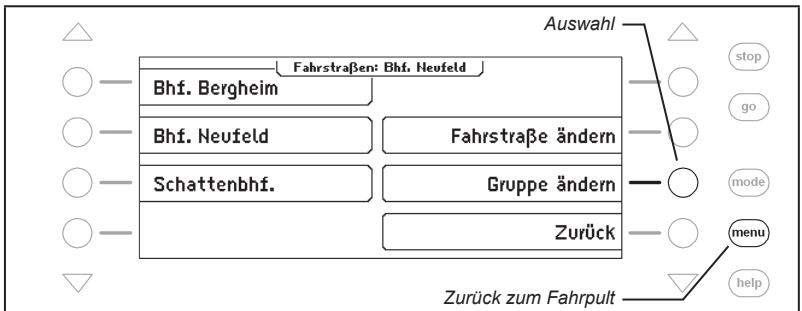 Auswahl
stop
Fahrstraßen: Bhf. Neufeld
Bhf. Bergheim
go
Bhf. Neufeld
Fahrstraße ändern
Schattenbhf.
Gruppe ändern
mode
Zurück
menu
help
Zurück zum Fahrpult